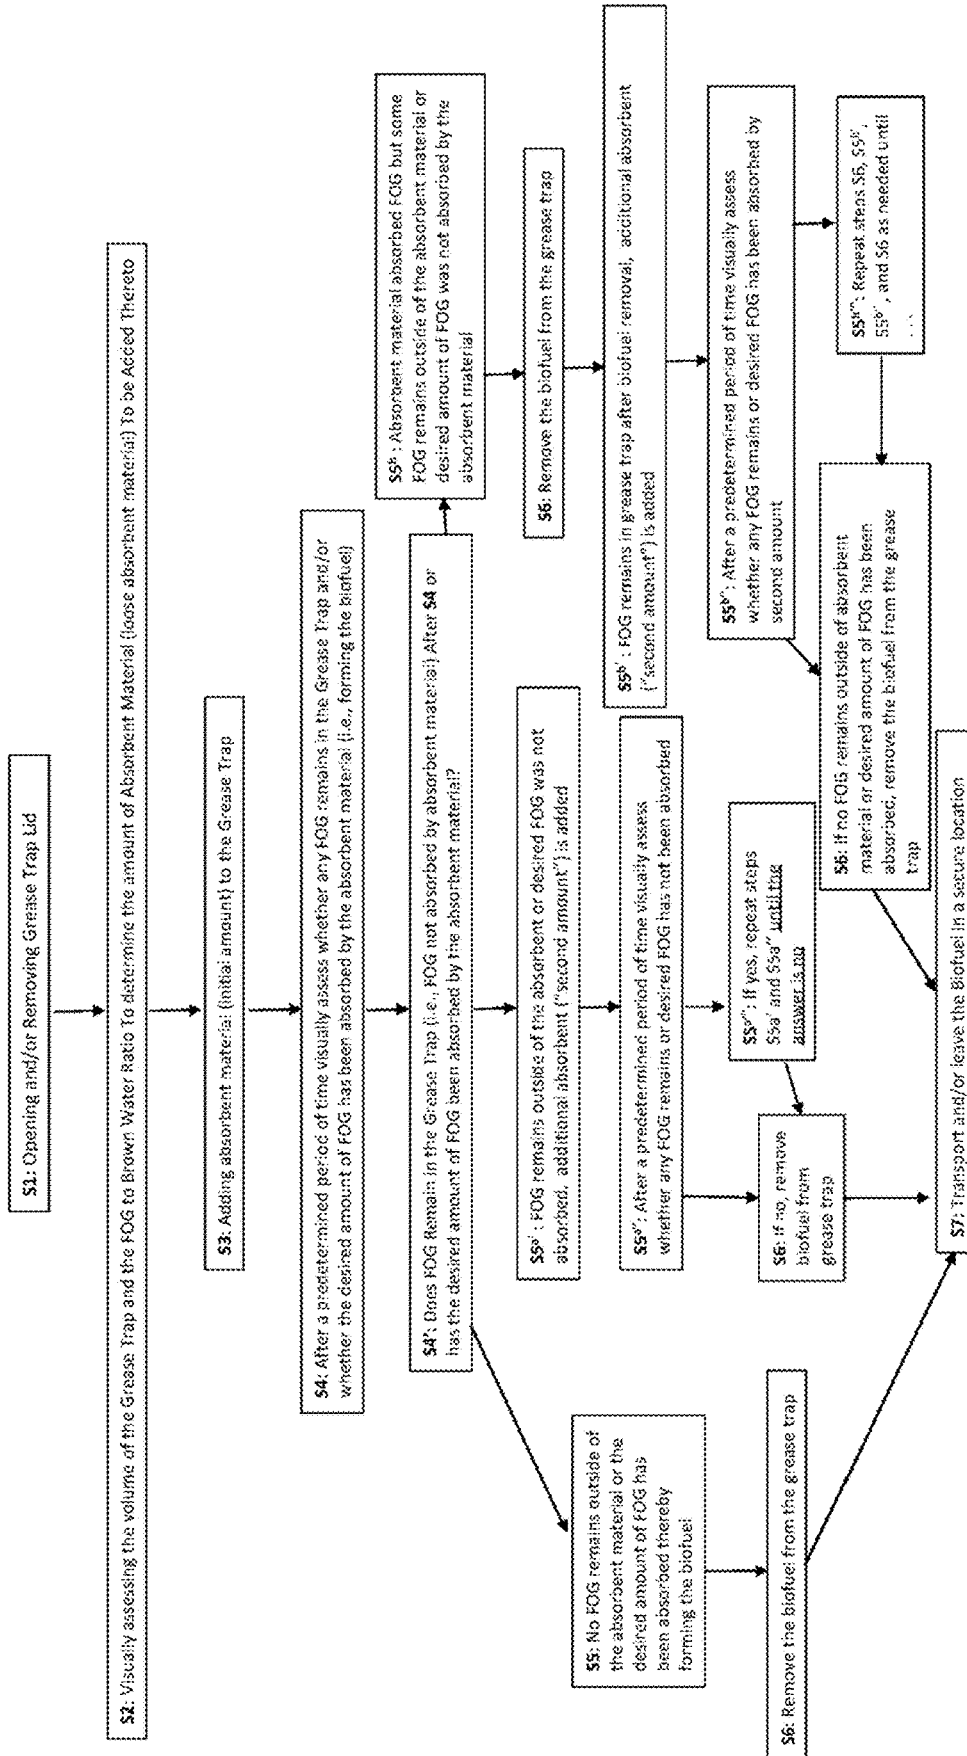 S1: Opening and/or Removing Grease Trap Lid
S2: Visually assessing the volume of the Grease Trap and the FOG to Brown Water Ratio To determine the amount of Absorbent Material (loose absorbent material) To be Added Thereto
S3: Adding absorbent material (initial amount) to the Grease Trap
S4: After a predetermined period of time visually assess whether any FOG remains in the Grease Trap and/or
whether the desired amount of FOG has been absorbed by the absorbent material (i.e., forming the biofuel)
S4': Does FOG Remain in the Grease Trap (i.e., FOG not absorbed by absorbent material) After S4 or
has the desired amount of FOG been absorbed by the absorbent material?
S5: No FOG remains outside of
the absorbent material or the
desired amount of FOG has
been absorbed thereby
forming the biofuel
S6: Remove the biofuel from the grease trap
S5a': FOG remains outside of the absorbent or desired FOG was not
absorbed, additional absorbent ("second amount") is added
S5a'': After a predetermined period of time visually assess
whether any FOG remains or desired FOG has not been absorbed
S5a''': If yes, repeat steps
S5a' and S5a'' until the
answer is no
S6: If no, remove
biofuel from
grease trap
S5b: Absorbent material absorbed FOG but some
FOG remains outside of the absorbent material or
desired amount of FOG was not absorbed by the
absorbent material
S6: Remove the biofuel from the grease trap
S5b': FOG remains in grease trap after biofuel removal, additional absorbent
("second amount") is added
S5b'': After a predetermined period of time visually assess
whether any FOG remains or desired FOG has been absorbed by
second amount
S5b''': Repeat steps S6, S5b',
S5b'', and S6 as needed until
...
S6: If no FOG remains outside of absorbent
material or desired amount of FOG has been
absorbed, remove the biofuel from the grease
trap
S7: Transport and/or leave the Biofuel in a secure location